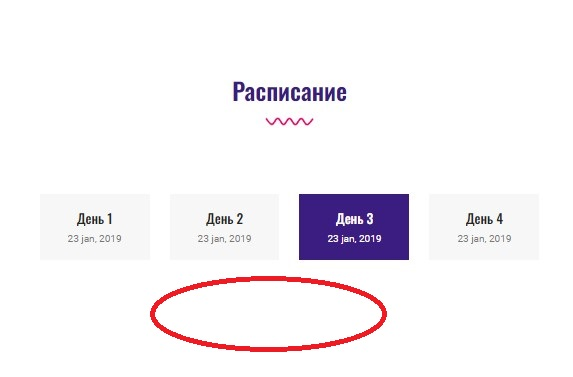 Расписание
День 1
23 jan, 2019
День 2
23 jan, 2019
День 3
23 jan, 2019
День 4
23 jan, 2019